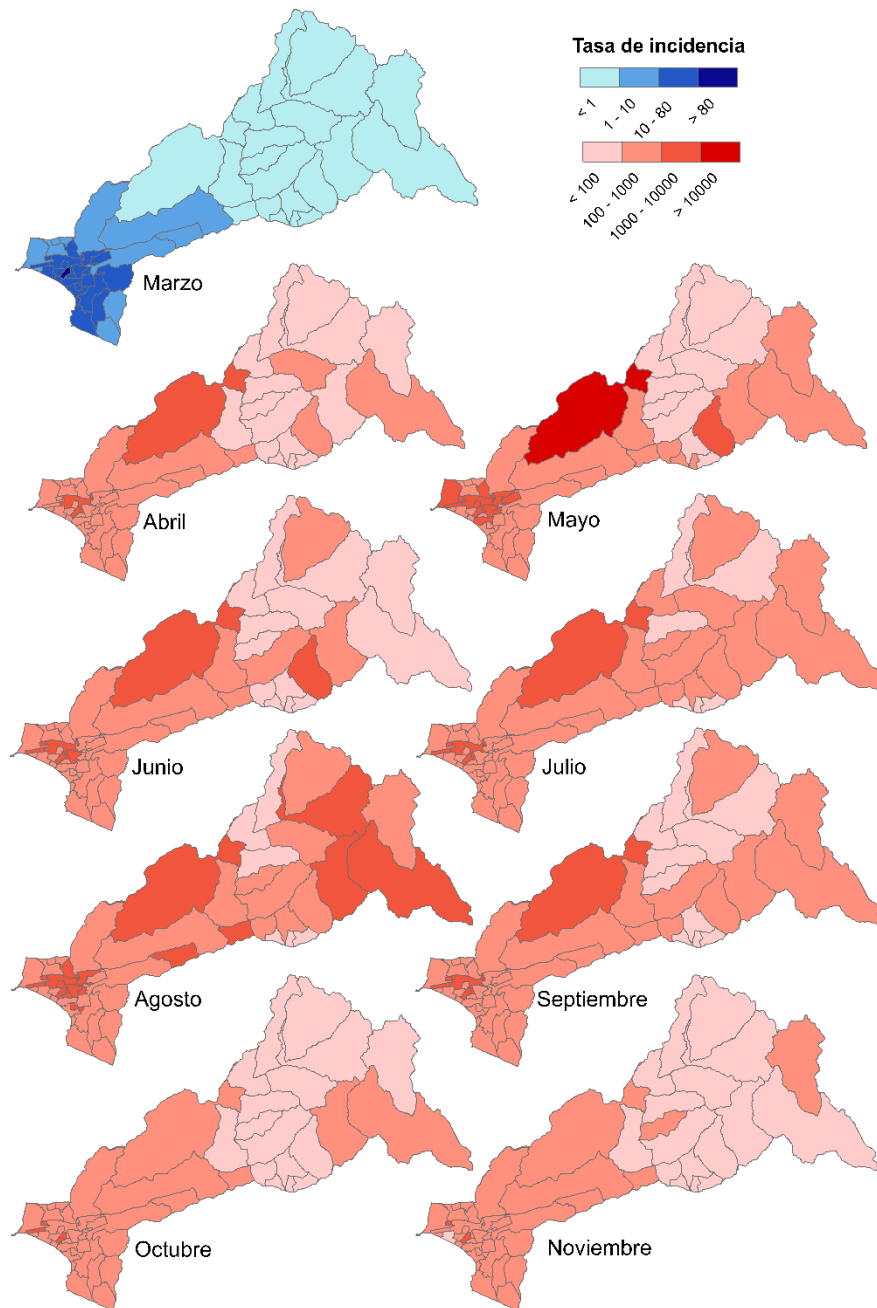 Tasa de incidencia
< 1
1 - 10
10 - 80
> 80
< 100
100 - 1000
1000 - 10000
> 10000
Marzo
Abril
Mayo
Junio
Julio
Agosto
Septiembre
Octubre
Noviembre